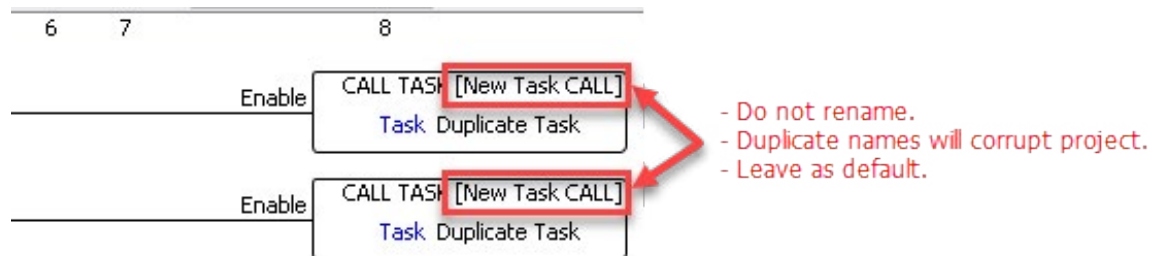 6 7 8
Enable CALL TASK [New Task CALL]
Task Duplicate Task
- Do not rename.
- Duplicate names will corrupt project.
- Leave as default.
Enable CALL TASK [New Task CALL]
Task Duplicate Task